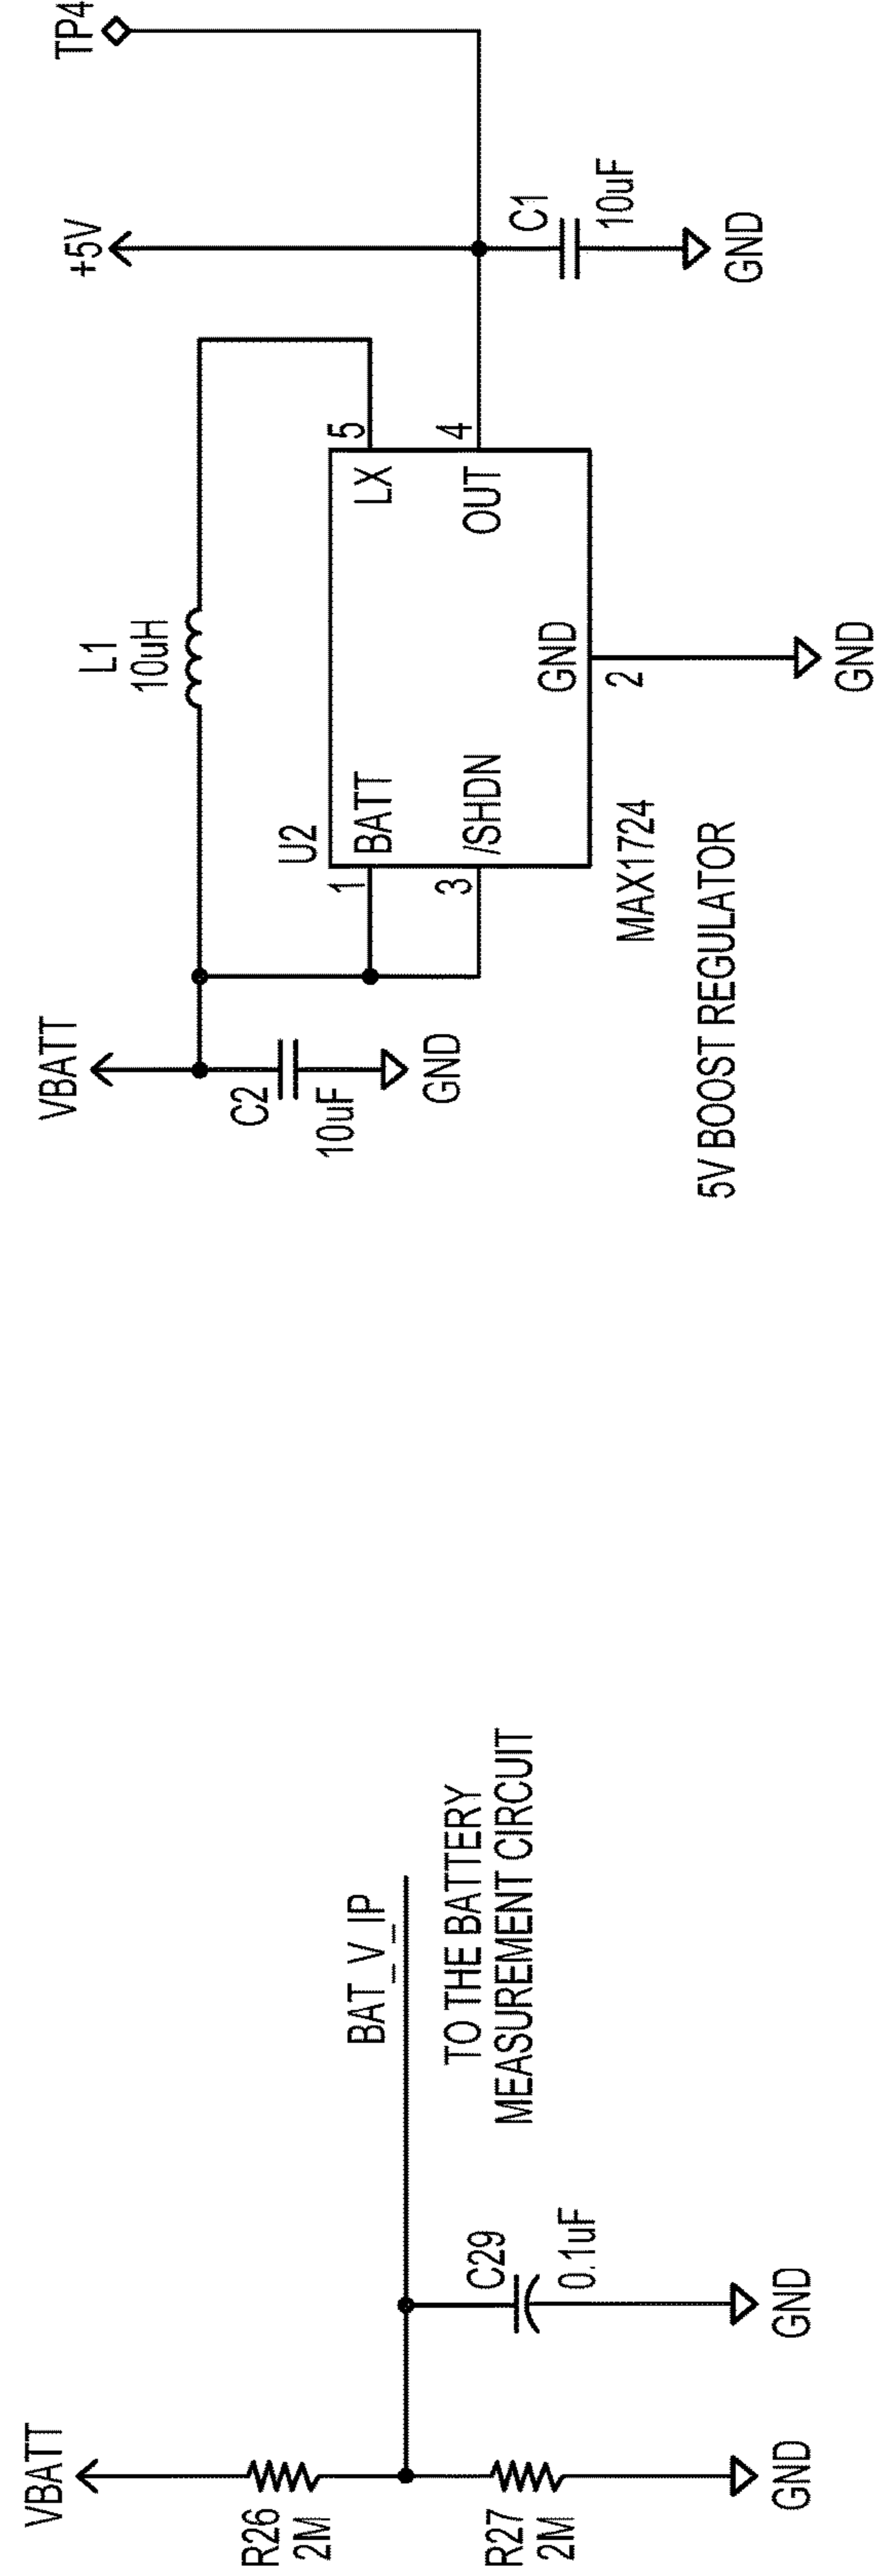 VBATT
R26
2M
R27
2M
GND
BAT_V_IP
C29
0.1uF
GND
TO THE BATTERY
MEASUREMENT CIRCUIT
VBATT
C2
10uF
GND
L1
10uH
U2
1
BATT
3
/SHDN
LX
5
OUT
4
GND
2
GND
MAX1724
5V BOOST REGULATOR
+5V
C1
10uF
GND
TP4